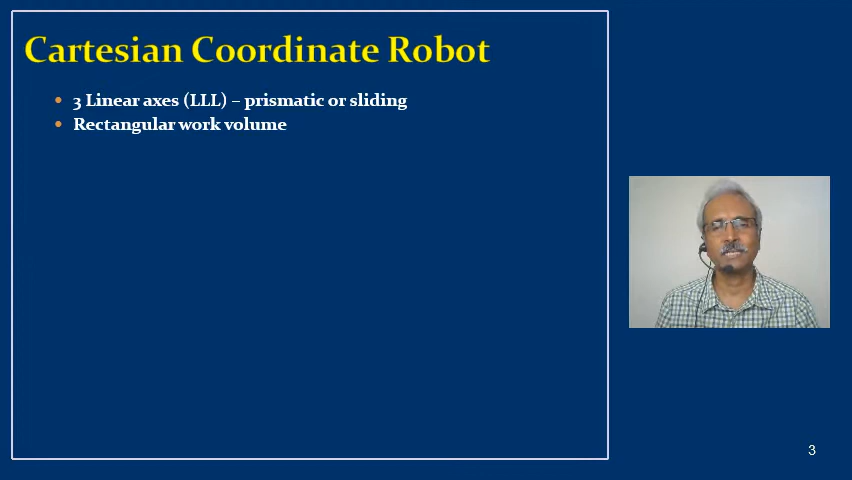 Cartesian Coordinate Robot
• 3 Linear axes (LLL) – prismatic or sliding
• Rectangular work volume
3